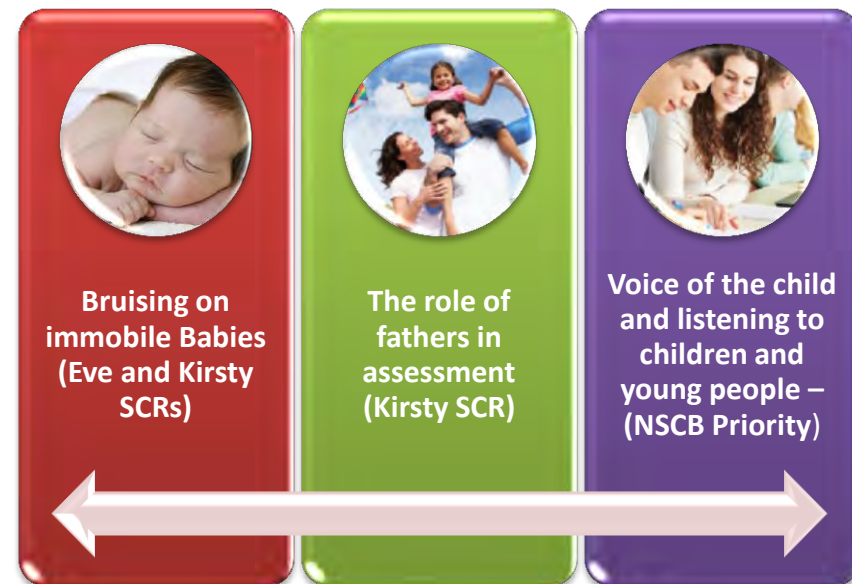 Bruising on
immobile Babies
(Eve and Kirsty
SCRs)
The role of
fathers in
assessment
(Kirsty SCR)
Voice of the child
and listening to
children and
young people –
(NSCB Priority)